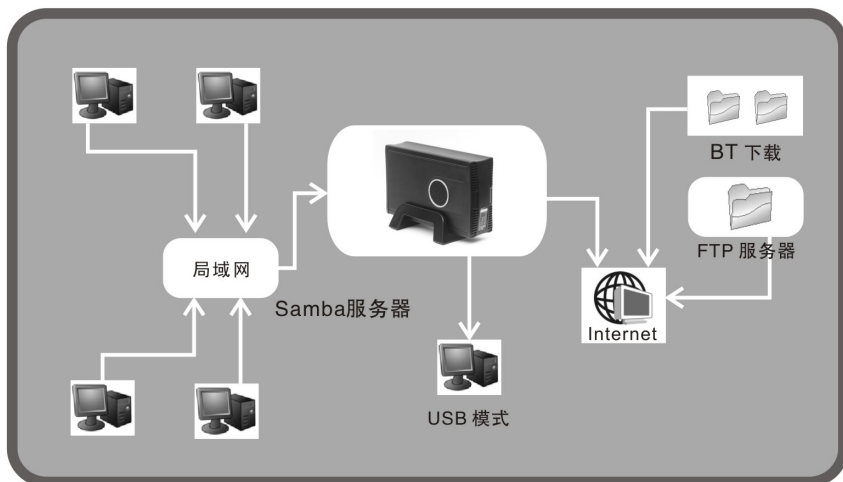 BT 下载
FTP 服务器
局域网
Samba服务器
Internet
USB 模式